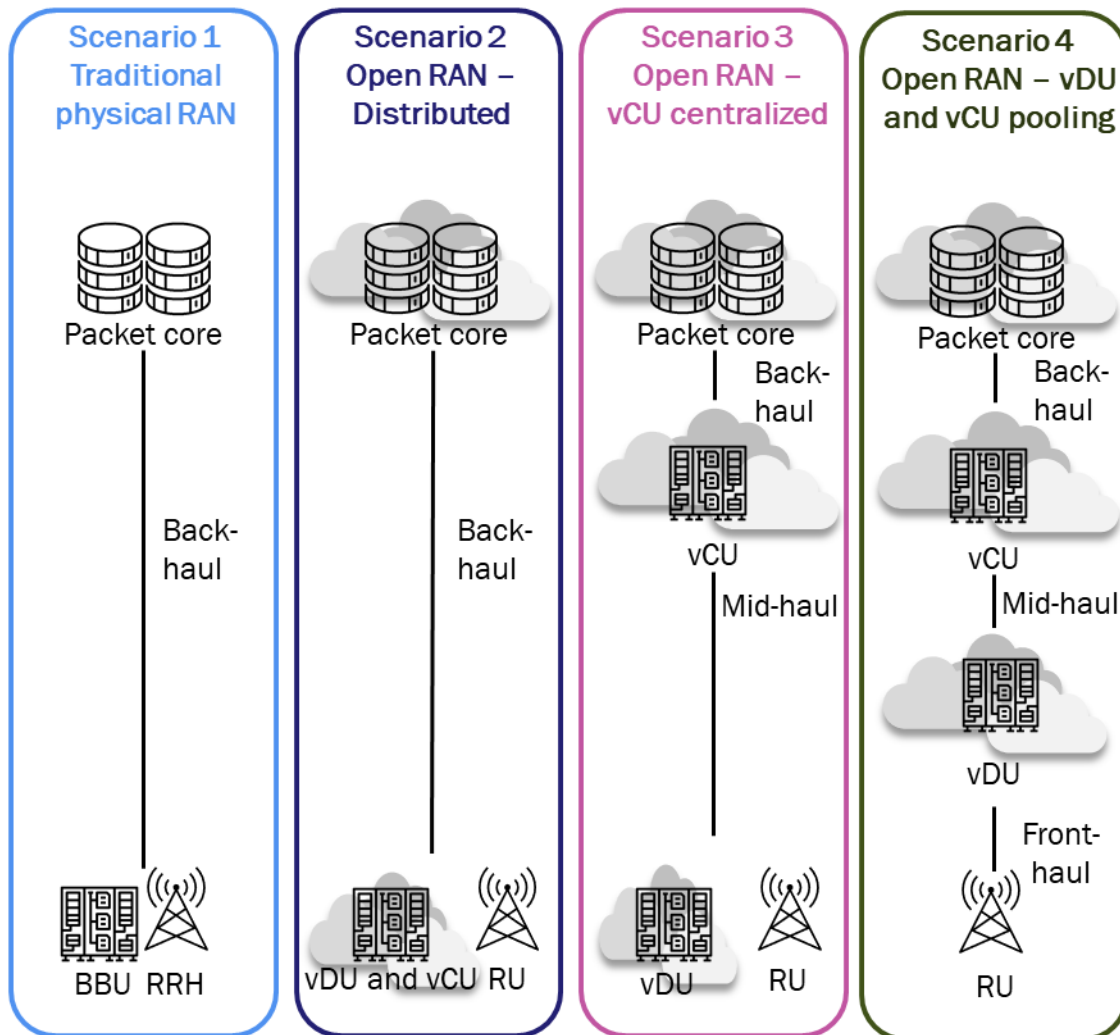 Scenario 1
Traditional
physical RAN
Packet core
Back-
haul
BBU RRH
Scenario 2
Open RAN –
Distributed
Packet core
Back-
haul
vDU and vCU RU
Scenario 3
Open RAN –
vCU centralized
Packet core
Back-
haul
vCU
Mid-haul
vDU RU
Scenario 4
Open RAN – vDU
and vCU pooling
Packet core
Back-
haul
vCU
Mid-haul
vDU
Front-
haul
RU